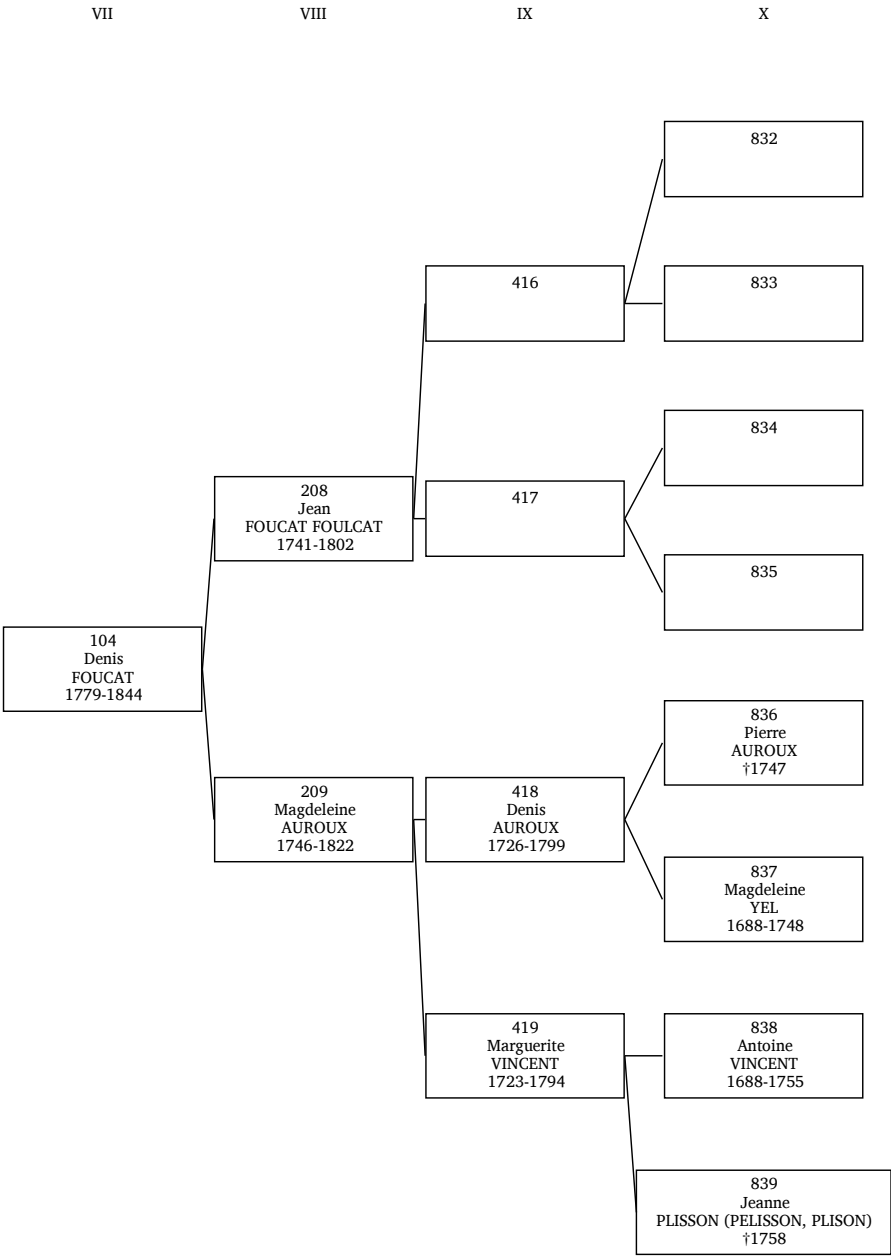 VII VIII IX X
832
416
833
834
208
Jean
FOUCAT FOULCAT
1741-1802
417
835
104
Denis
FOUCAT
1779-1844
836
Pierre
AUROUX
†1747
209
Magdeleine
AUROUX
1746-1822
418
Denis
AUROUX
1726-1799
837
Magdeleine
YEL
1688-1748
419
Marguerite
VINCENT
1723-1794
838
Antoine
VINCENT
1688-1755
839
Jeanne
PLISSON (PELISSON, PLISON)
†1758